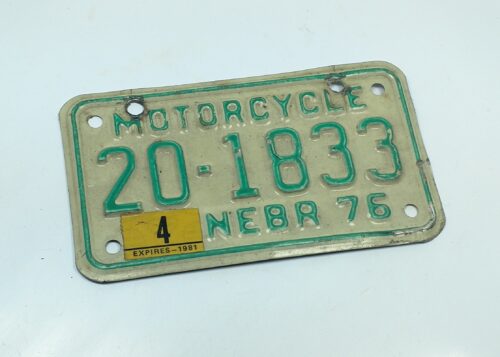 MOTORCYCLE
20-1833
4 NEBR 76
EXPIRES-1981